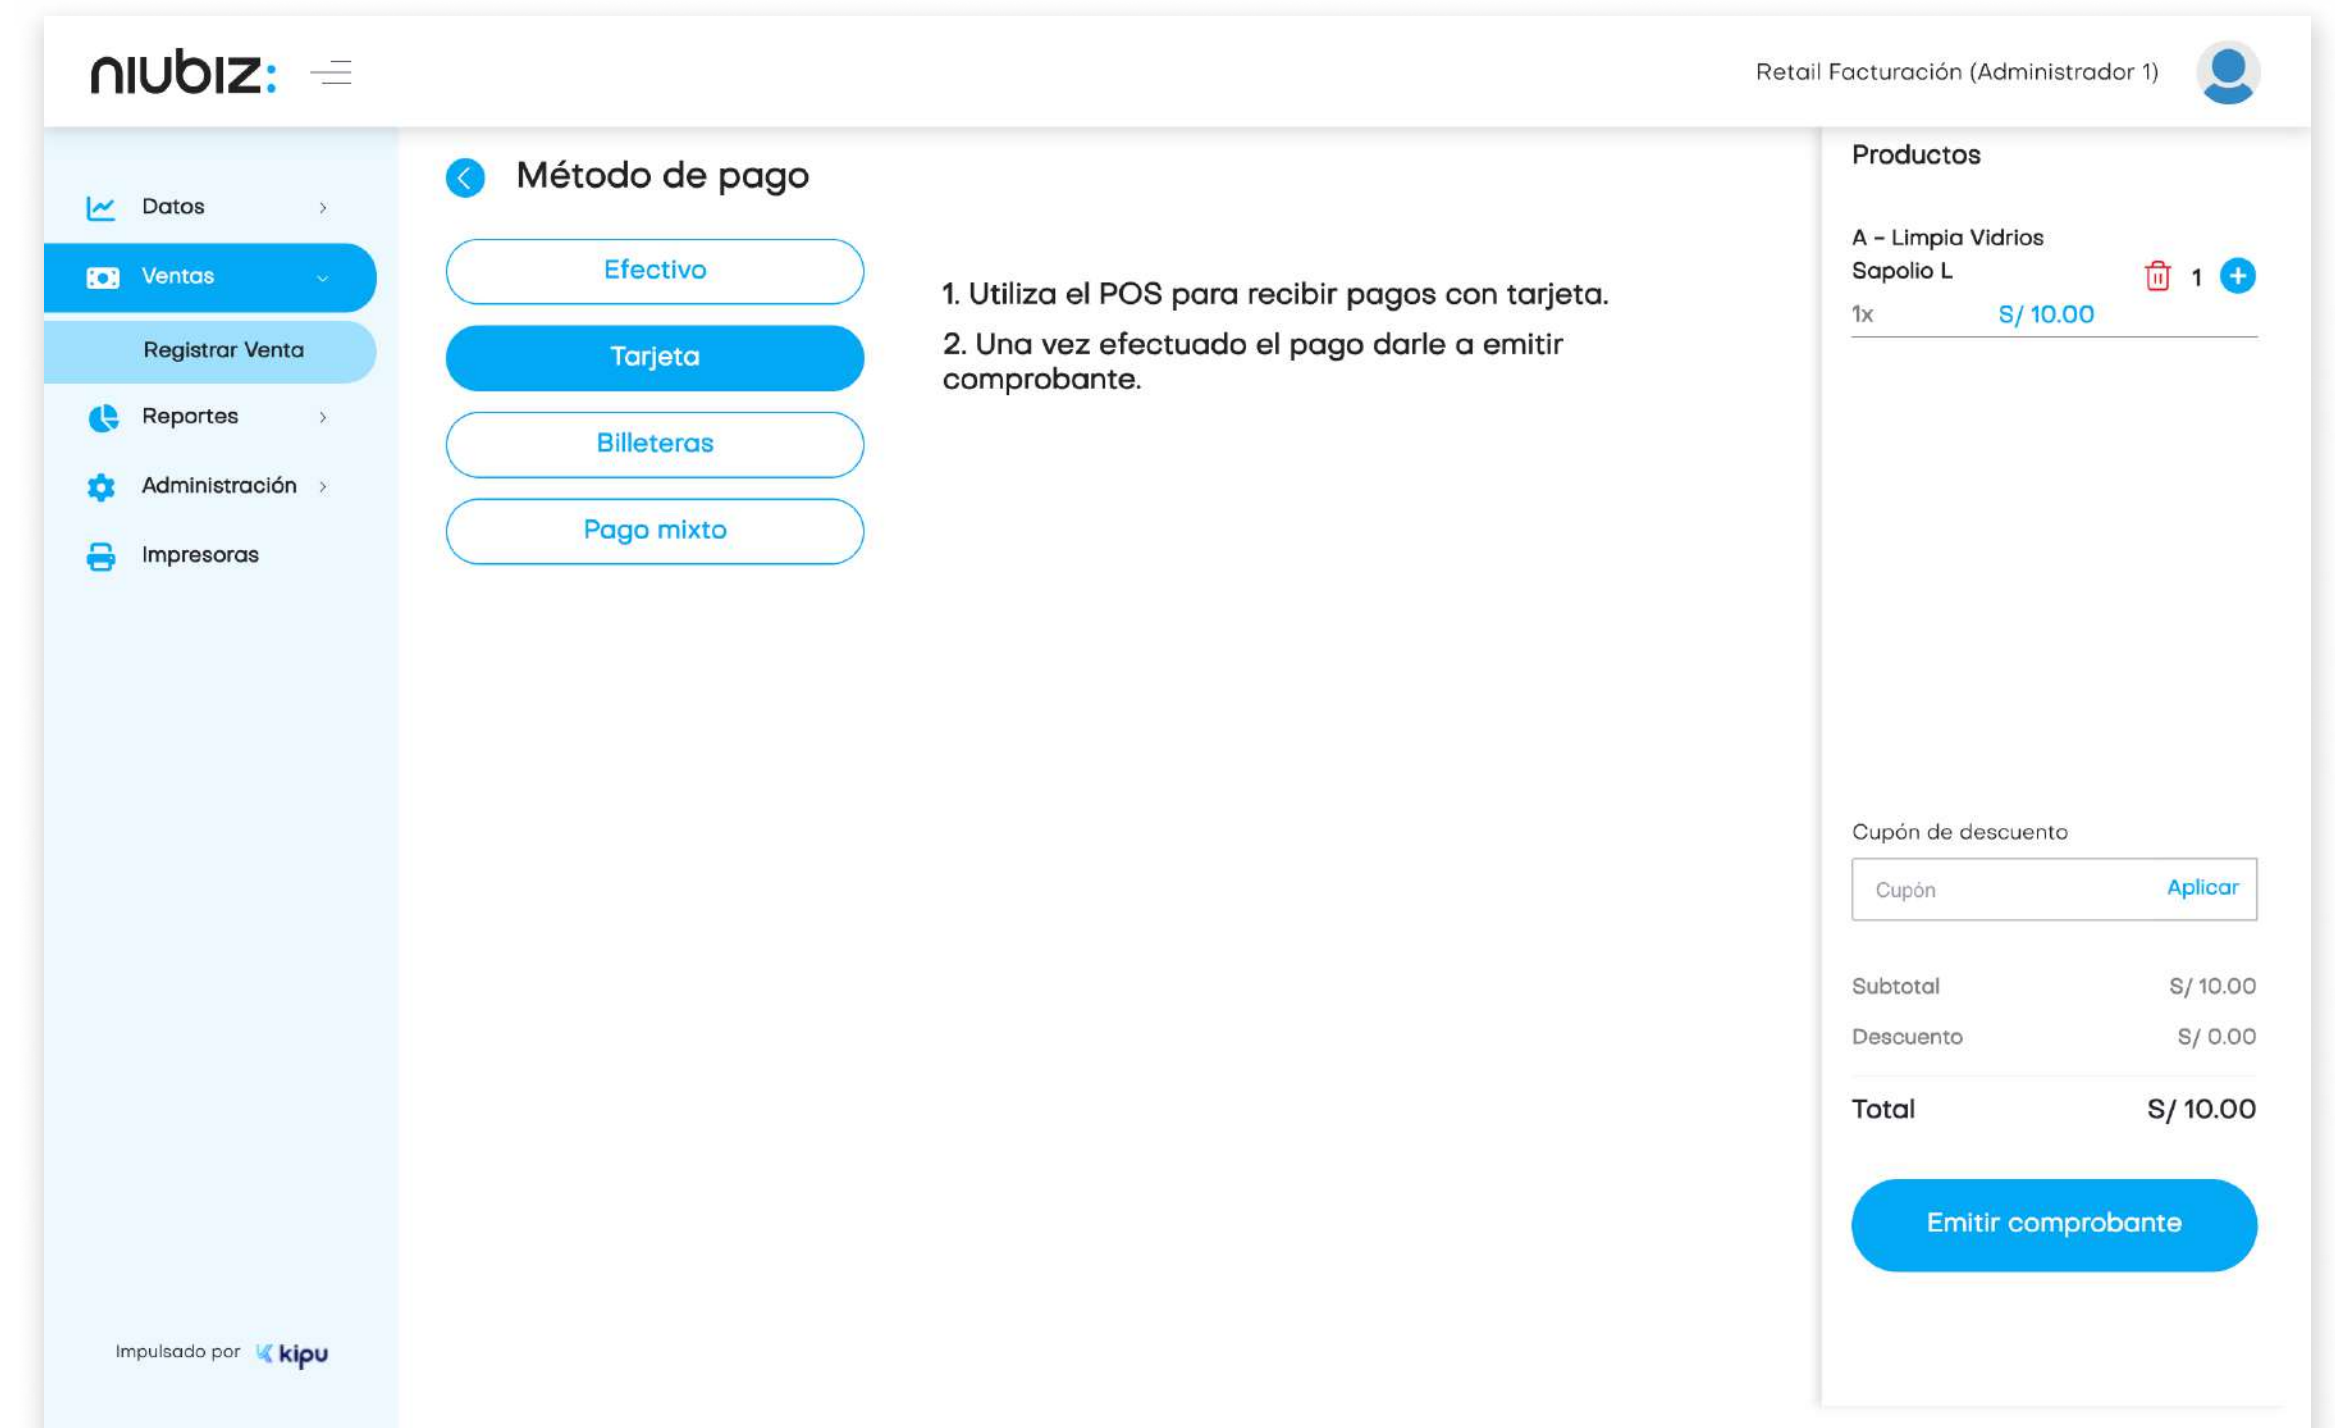 niubiz:
Retail Facturación (Administrador 1)
Datos
Ventas
Registrar Venta
Reportes
Administración
Impresoras
Impulsado por kipu
Método de pago
Efectivo
Tarjeta
Billeteras
Pago mixto
1. Utiliza el POS para recibir pagos con tarjeta.
2. Una vez efectuado el pago darle a emitir
comprobante.
Productos
A - Limpia Vidrios
Sapolio L
1
1x S/ 10.00
Cupón de descuento
Cupón Aplicar
Subtotal S/ 10.00
Descuento S/ 0.00
Total S/ 10.00
Emitir comprobante